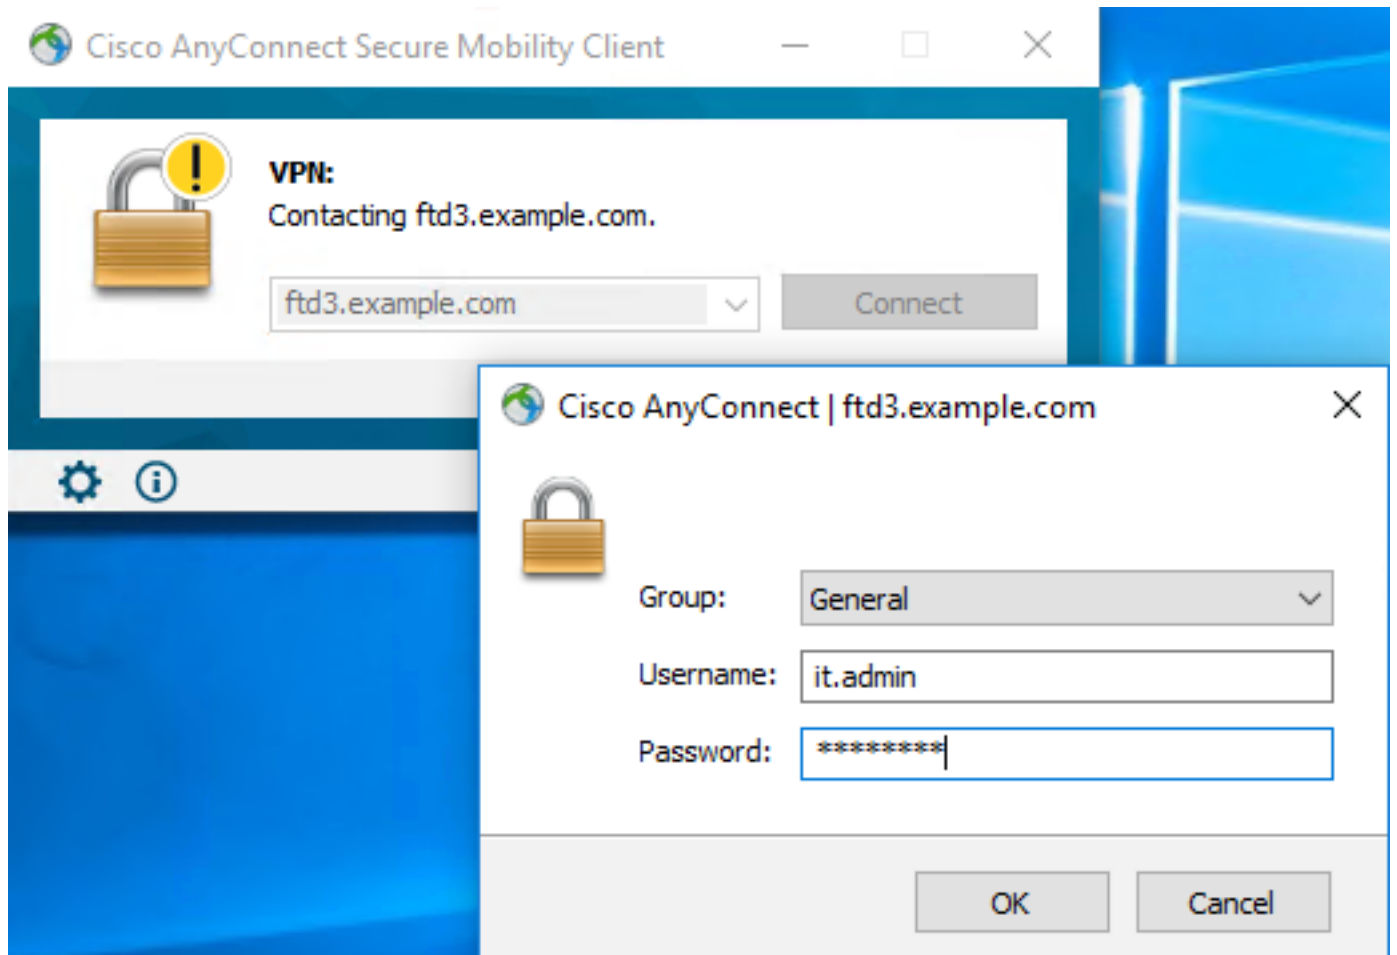 Cisco AnyConnect Secure Mobility Client
VPN:
Contacting ftd3.example.com.
ftd3.example.com
Connect
Cisco AnyConnect | ftd3.example.com
Group:
General
Username:
it.admin
Password:
********
OK
Cancel